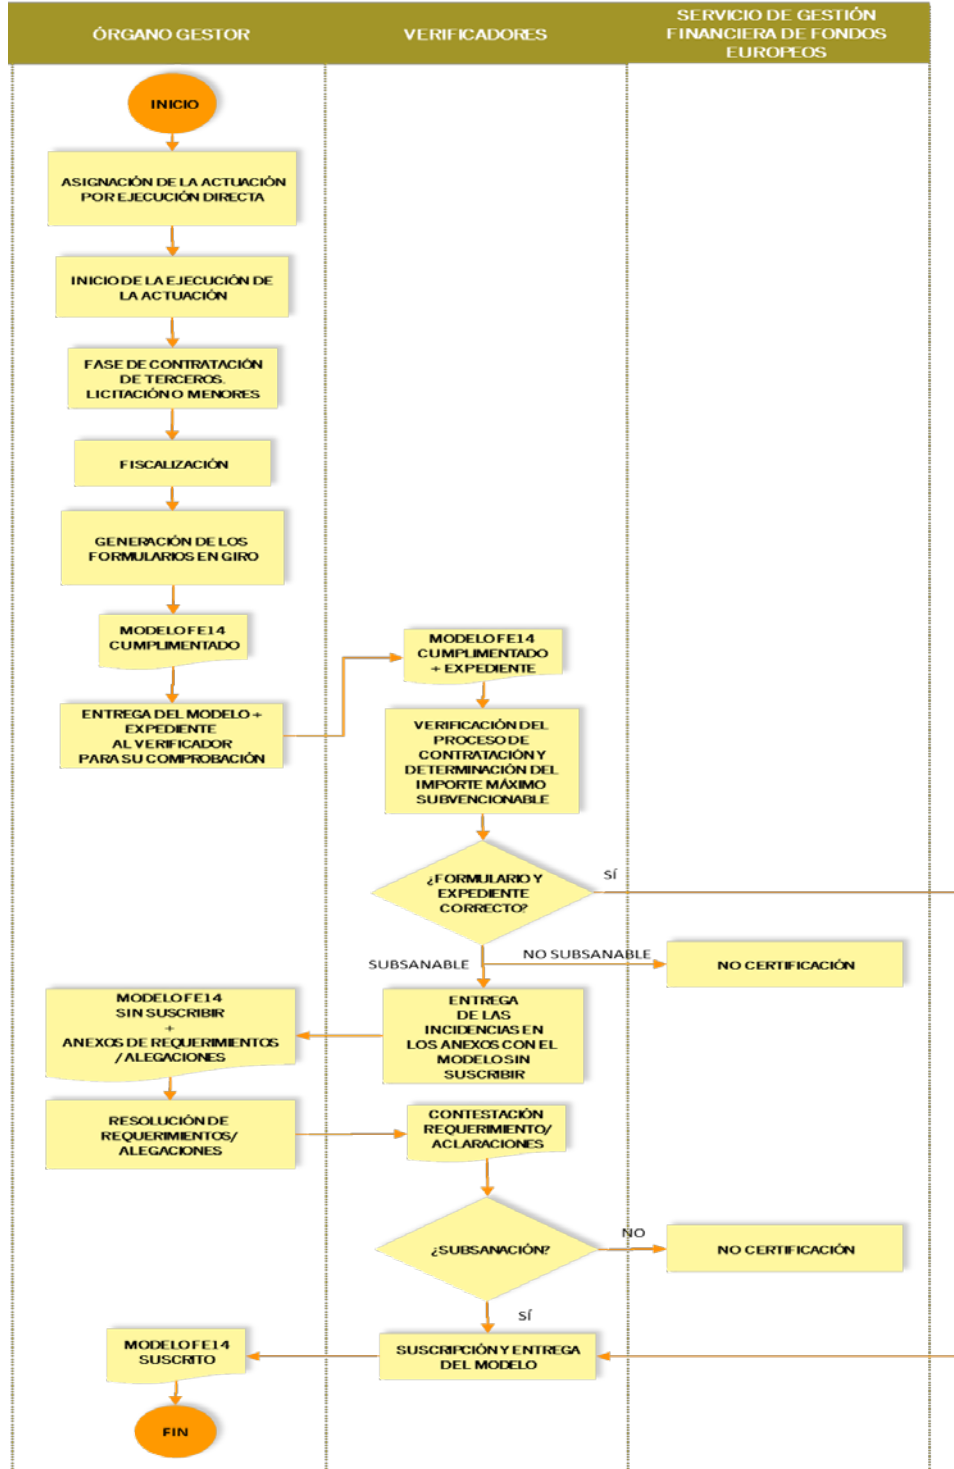 ÓRGANO GESTOR
VERIFICADORES
SERVICIO DE GESTIÓN
FINANCIERA DE FONDOS
EUROPEOS
INICIO
ASIGNACIÓN DE LA ACTUACIÓN
POR EJECUCIÓN DIRECTA
INICIO DE LA EJECUCIÓN DE
LA ACTUACIÓN
FASE DE CONTRATACIÓN
DE TERCEROS.
LICITACIÓN O MENORES
FISCALIZACIÓN
GENERACIÓN DE LOS
FORMULARIOS EN GIRO
MODELO FE14
CUMPLIMENTADO
ENTREGA DEL MODELO +
EXPEDIENTE
AL VERIFICADOR
PARA SU COMPROBACIÓN
MODELO FE14
CUMPLIMENTADO
+ EXPEDIENTE
VERIFICACIÓN DEL
PROCESO DE
CONTRATACIÓN Y
DETERMINACIÓN DEL
IMPORTE MÁXIMO
SUBVENCIONABLE
¿FORMULARIO Y
EXPEDIENTE
CORRECTO?
SÍ
SUBSANABLE
NO SUBSANABLE
NO CERTIFICACIÓN
ENTREGA
DE LAS
INCIDENCIAS EN
LOS ANEXOS CON EL
MODELO SIN
SUSCRIBIR
MODELO FE14
SIN SUSCRIBIR
+
ANEXOS DE REQUERIMIENTOS
/ ALEGACIONES
RESOLUCIÓN DE
REQUERIMIENTOS/
ALEGACIONES
CONTESTACIÓN
REQUERIMIENTO/
ACLARACIONES
¿SUBSANACIÓN?
NO
NO CERTIFICACIÓN
SÍ
SUSCRIPCIÓN Y ENTREGA
DEL MODELO
MODELO FE14
SUSCRITO
FIN